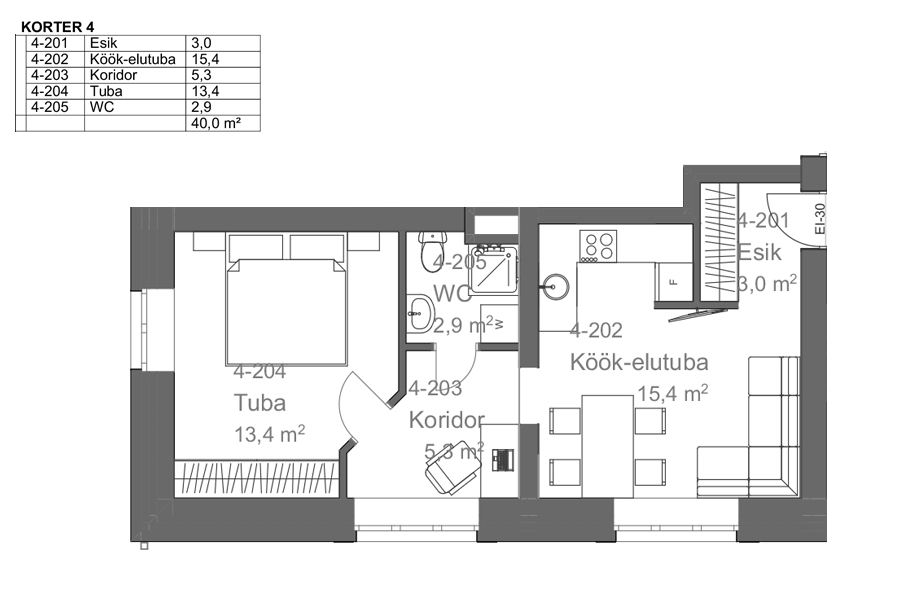 KORTER 4
4-201 Esik 3,0
4-202 Köök-elutuba 15,4
4-203 Koridor 5,3
4-204 Tuba 13,4
4-205 WC 2,9
40,0 m²
4-201
Esik
3,0 m²
EI-30
4-205
WC
2,9 m²
W
F
4-202
Köök-elutuba
15,4 m²
4-204
Tuba
13,4 m²
4-203
Koridor
5,3 m²